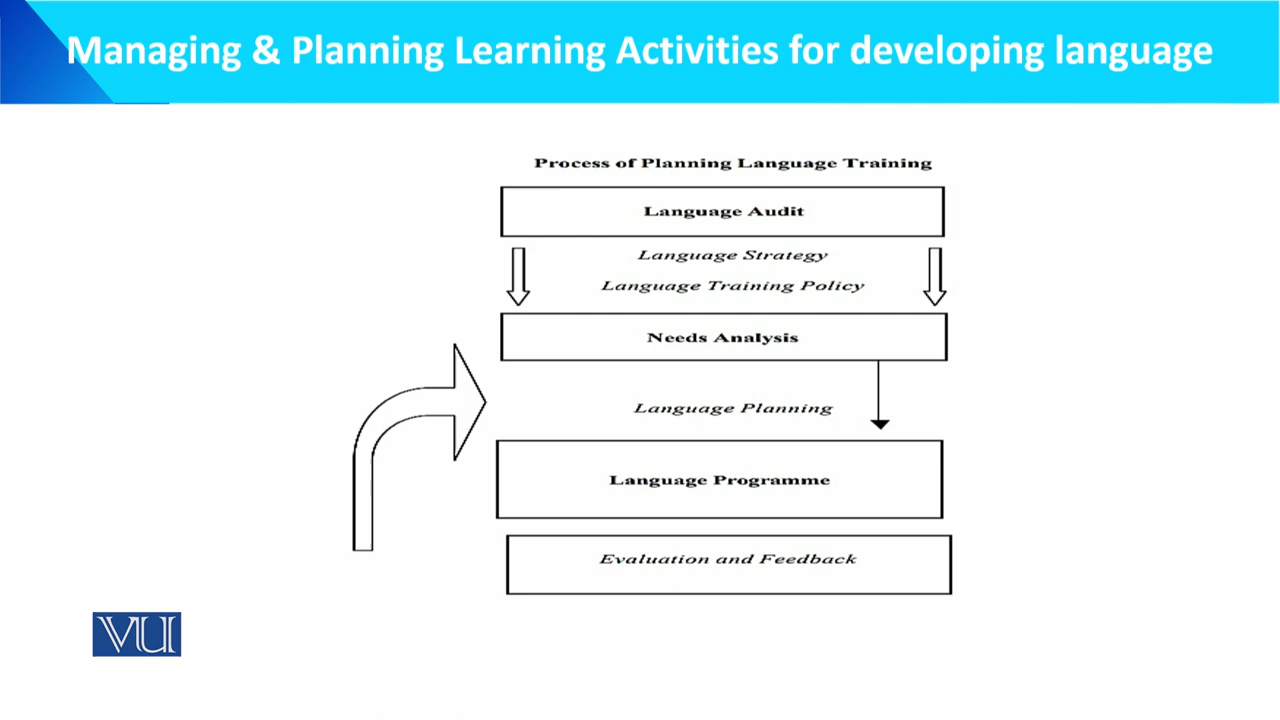 Managing & Planning Learning Activities for developing language
Process of Planning Language Training
Language Audit
Language Strategy
Language Training Policy
Needs Analysis
Language Planning
Language Programme
Evaluation and Feedback
VU